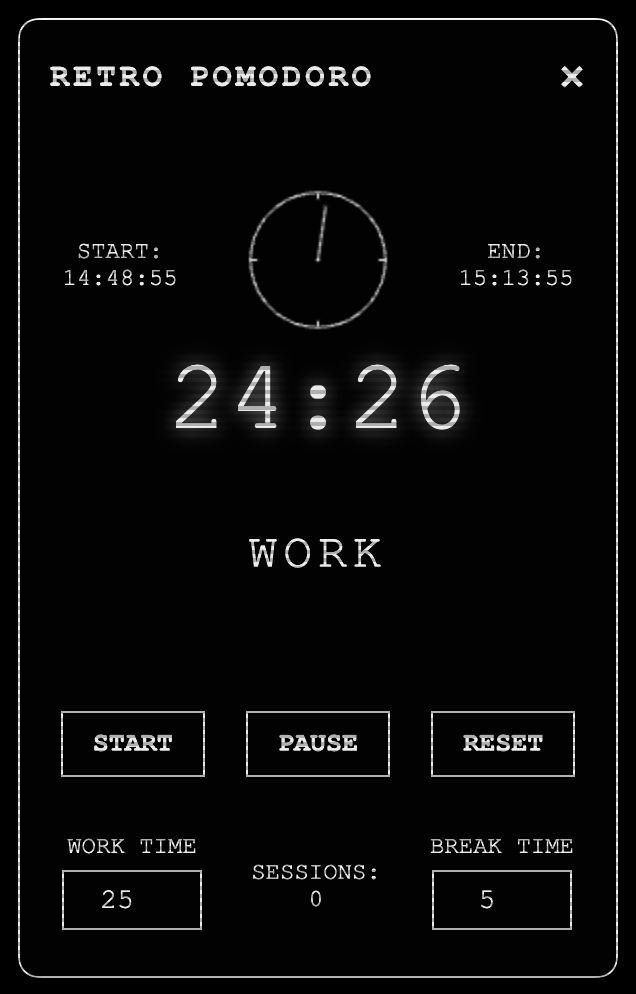 RETRO POMODORO ×
START:
14:48:55
END:
15:13:55
24:26
WORK
START
PAUSE
RESET
WORK TIME
25
SESSIONS:
0
BREAK TIME
5